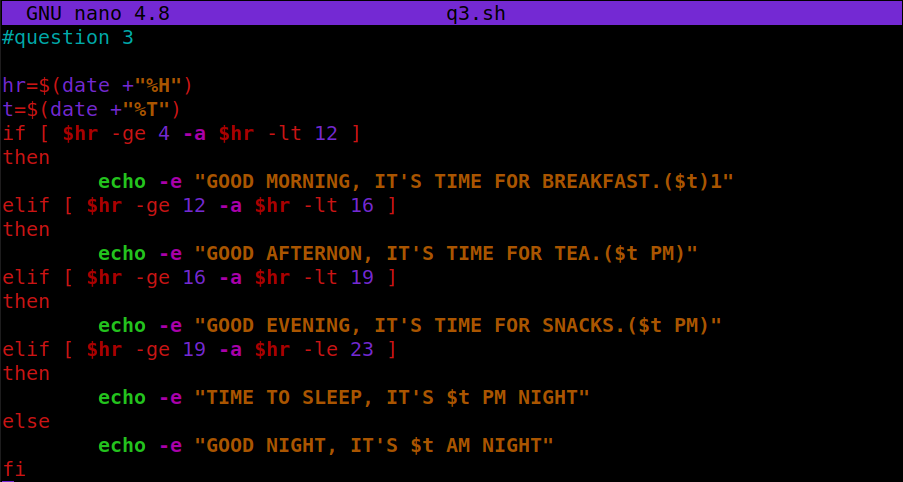 GNU nano 4.8 q3.sh
#question 3
hr=$(date +"%H")
t=$(date +"%T")
if [ $hr -ge 4 -a $hr -lt 12 ]
then
echo -e "GOOD MORNING, IT'S TIME FOR BREAKFAST.($t)1"
elif [ $hr -ge 12 -a $hr -lt 16 ]
then
echo -e "GOOD AFTERNON, IT'S TIME FOR TEA.($t PM)"
elif [ $hr -ge 16 -a $hr -lt 19 ]
then
echo -e "GOOD EVENING, IT'S TIME FOR SNACKS.($t PM)"
elif [ $hr -ge 19 -a $hr -le 23 ]
then
echo -e "TIME TO SLEEP, IT'S $t PM NIGHT"
else
echo -e "GOOD NIGHT, IT'S $t AM NIGHT"
fi